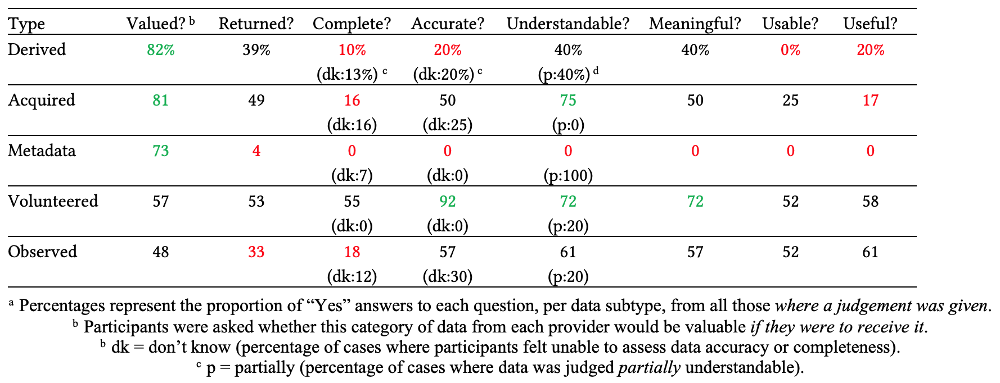 Type Valued? b Returned? Complete? Accurate? Understandable? Meaningful? Usable? Useful?
Derived 82% 39% 10% 20% 40% 40% 0% 20%
(dk:13%) c (dk:20%) c (p:40%) d
Acquired 81 49 16 50 75 50 25 17
(dk:16) (dk:25) (p:0)
Metadata 73 4 0 0 0 0 0 0
(dk:7) (dk:0) (p:100)
Volunteered 57 53 55 92 72 72 52 58
(dk:0) (dk:0) (p:20)
Observed 48 33 18 57 61 57 52 61
(dk:12) (dk:30) (p:20)
a Percentages represent the proportion of “Yes” answers to each question, per data subtype, from all those where a judgement was given.
b Participants were asked whether this category of data from each provider would be valuable if they were to receive it.
b dk = don’t know (percentage of cases where participants felt unable to assess data accuracy or completeness).
c p = partially (percentage of cases where data was judged partially understandable).